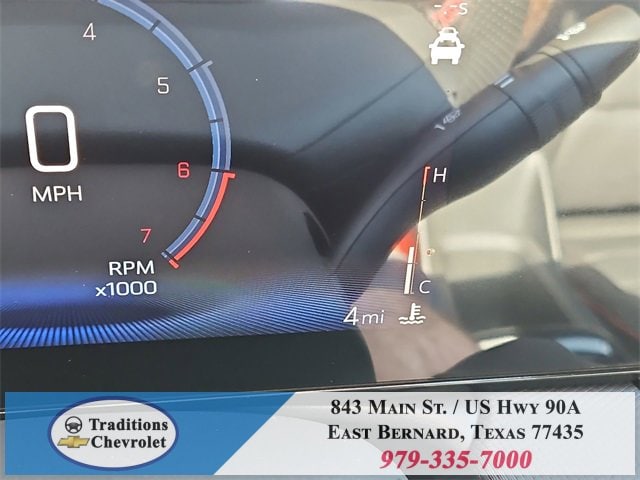 -.-s
4
5
0
MPH
6
H
7
RPM
x1000
C
4mi
Traditions
Chevrolet
843 Main St. / US Hwy 90A
East Bernard, Texas 77435
979-335-7000